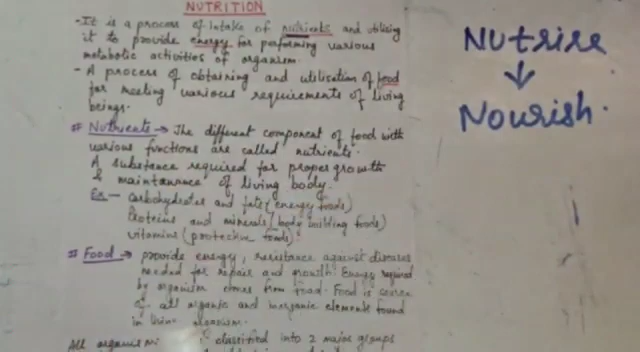 NUTRITION
- It is a process of intake of nutrients and utilising
it to provide energy for performing various
metabolic activities of organism.
- A process of obtaining and utilisation of food
for meeting various requirements of living
beings.
# Nutrients → The different component of food with
various functions are called nutrients.
A substance required for proper growth
& maintanance of living body.
Ex - Carbohydrates and fats (energy foods)
Proteins and minerals (body building foods)
vitamins (protective foods)
# Food → provide energy, resistance against diseases
needed for repair and growth. Energy required
by organism comes from food. Food is
of all organic and inorganic elements found
in organism.
All organism classified into 2 major groups
Nutrire
↓
Nourish.